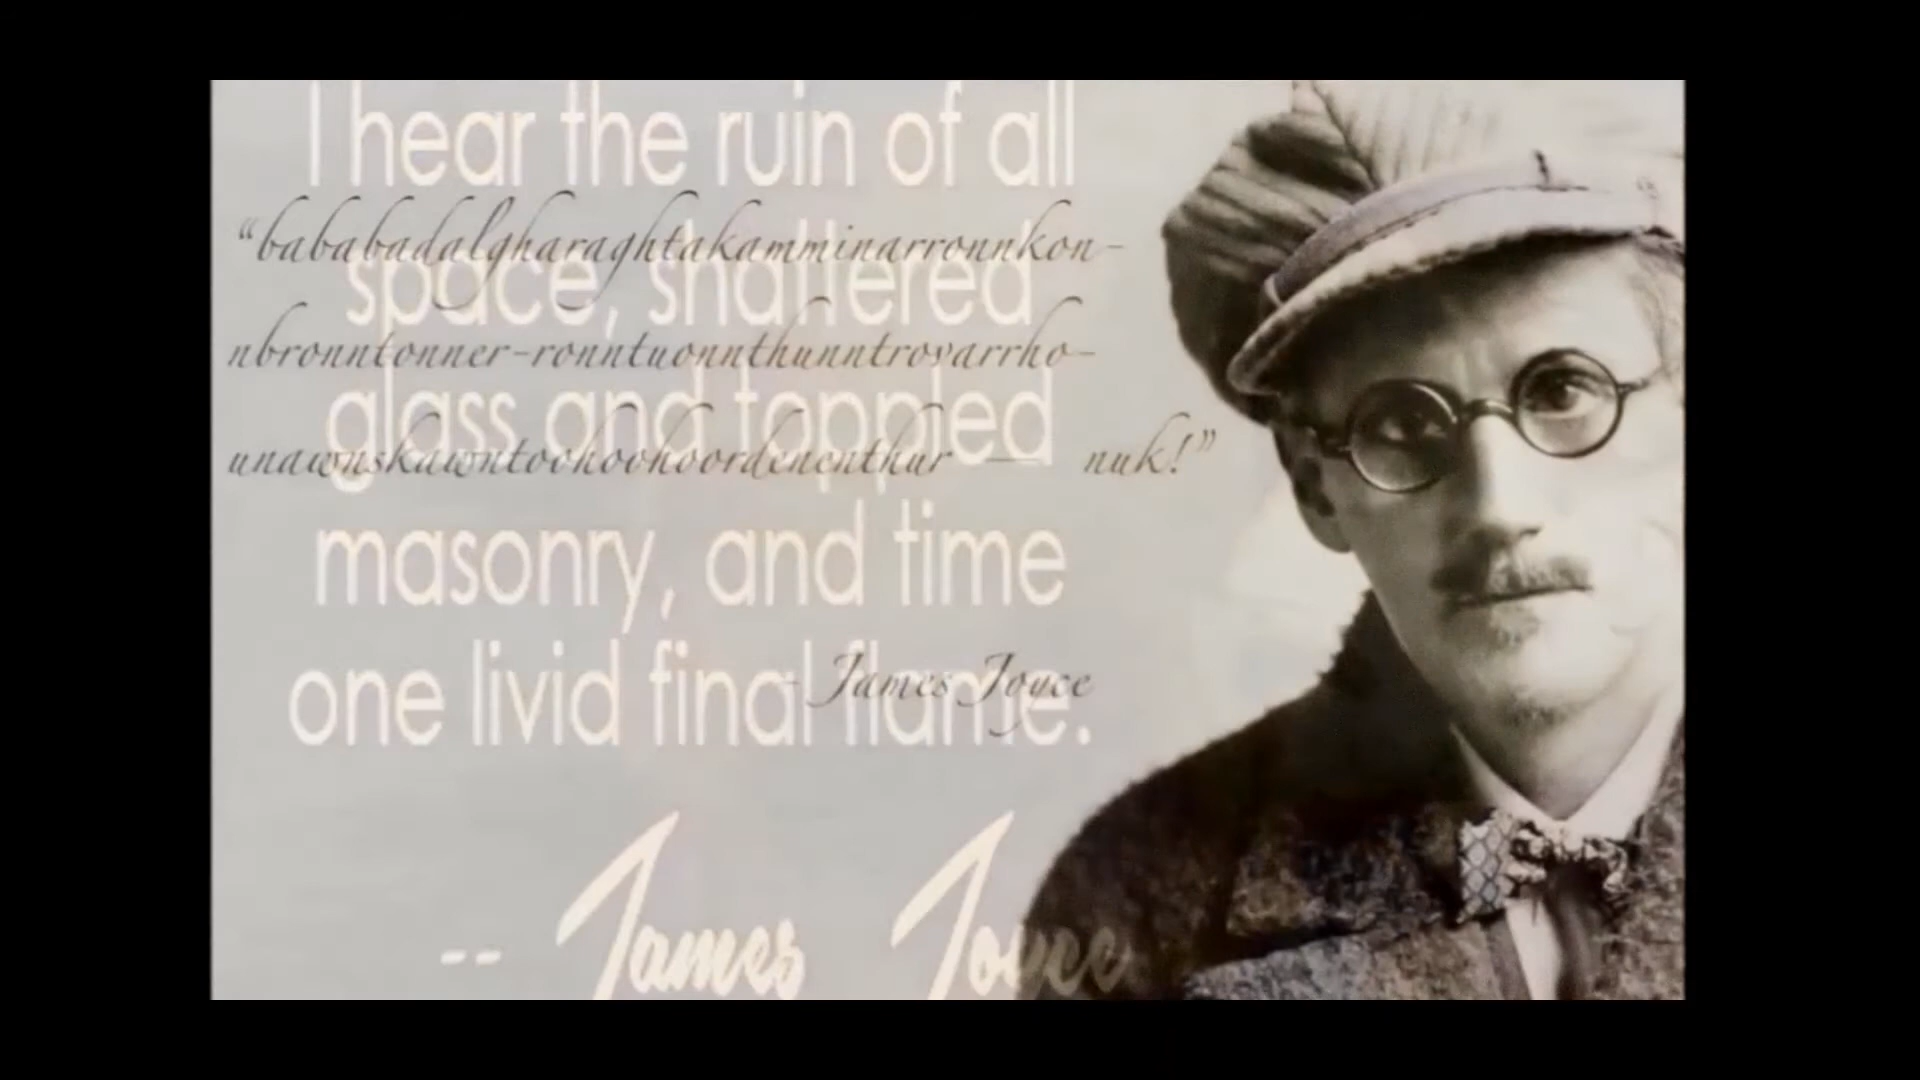 I hear the ruin of all
space, shattered
glass and toppled
masonry, and time
one livid final flame.
-- James Joyce
“bababadalgharaghtakamminarronnkon-
nbronntonner-ronntuonnthunntrovarrho-
unawnskawntoohoohoordenenthur — nuk!”
- James Joyce